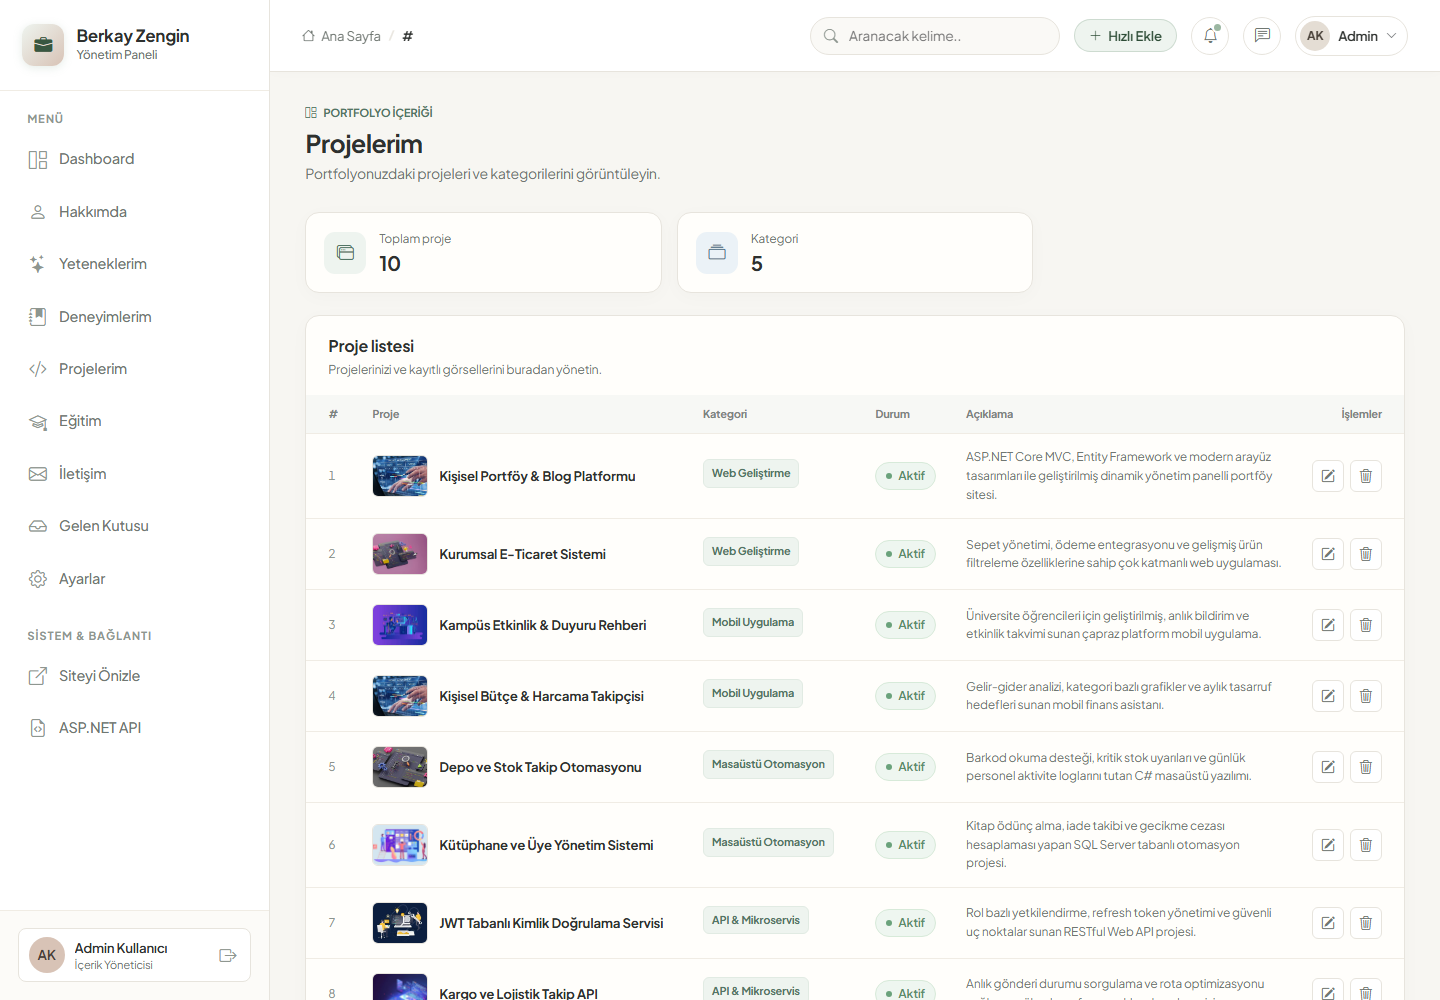 Berkay Zengin
Yönetim Paneli
MENÜ
Dashboard
Hakkımda
Yeteneklerim
Deneyimlerim
Projelerim
Eğitim
İletişim
Gelen Kutusu
Ayarlar
SİSTEM & BAĞLANTI
Siteyi Önizle
ASP.NET API
AK
Admin Kullanıcı
İçerik Yöneticisi
Ana Sayfa / #
Aranacak kelime..
Hızlı Ekle
AK Admin
PORTFOLYO İÇERİĞİ
Projelerim
Portfolyonuzdaki projeleri ve kategorilerini görüntüleyin.
Toplam proje
10
Kategori
5
Proje listesi
Projelerinizi ve kayıtlı görsellerini buradan yönetin.
# Proje Kategori Durum Açıklama İşlemler
1 Kişisel Portföy & Blog Platformu Web Geliştirme Aktif
ASP.NET Core MVC, Entity Framework ve modern arayüz
tasarımları ile geliştirilmiş dinamik yönetim panelli portföy
sitesi.
2 Kurumsal E-Ticaret Sistemi Web Geliştirme Aktif
Sepet yönetimi, ödeme entegrasyonu ve gelişmiş ürün
filtreleme özelliklerine sahip çok katmanlı web uygulaması.
3 Kampüs Etkinlik & Duyuru Rehberi Mobil Uygulama Aktif
Üniversite öğrencileri için geliştirilmiş, anlık bildirim ve
etkinlik takvimi sunan çapraz platform mobil uygulama.
4 Kişisel Bütçe & Harcama Takipçisi Mobil Uygulama Aktif
Gelir-gider analizi, kategori bazlı grafikler ve aylık tasarruf
hedefleri sunan mobil finans asistanı.
5 Depo ve Stok Takip Otomasyonu Masaüstü Otomasyon Aktif
Barkod okuma desteği, kritik stok uyarıları ve günlük
personel aktivite loglarını tutan C# masaüstü yazılımı.
6 Kütüphane ve Üye Yönetim Sistemi Masaüstü Otomasyon Aktif
Kitap ödünç alma, iade takibi ve gecikme cezası
hesaplaması yapan SQL Server tabanlı otomasyon
projesi.
7 JWT Tabanlı Kimlik Doğrulama Servisi API & Mikroservis Aktif
Rol bazlı yetkilendirme, refresh token yönetimi ve güvenli
uç noktalar sunan RESTful Web API projesi.
8 Kargo ve Lojistik Takip API API & Mikroservis Aktif
Anlık gönderi durumu sorgulama ve rota optimizasyonu